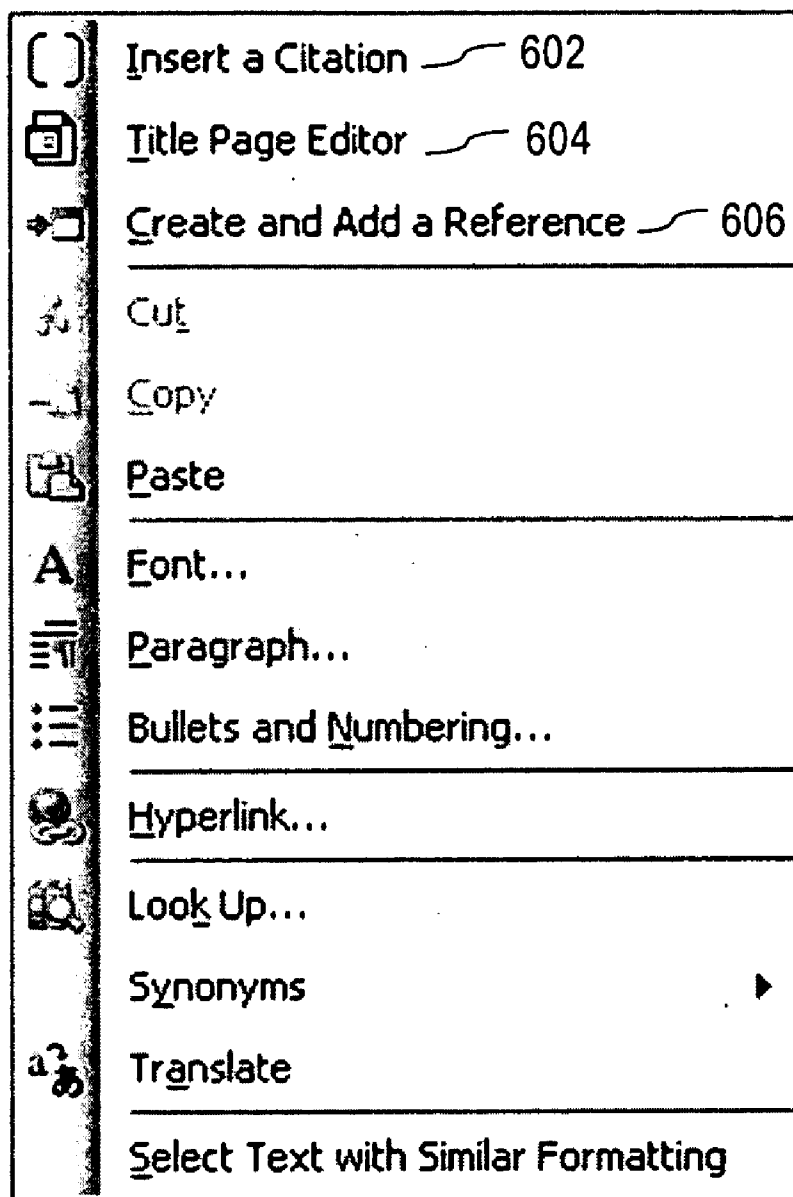 Insert a Citation 602
Title Page Editor 604
Create and Add a Reference 606
Cut
Copy
Paste
A Font...
Paragraph...
Bullets and Numbering...
Hyperlink...
Look Up...
Synonyms
Translate
Select Text with Similar Formatting